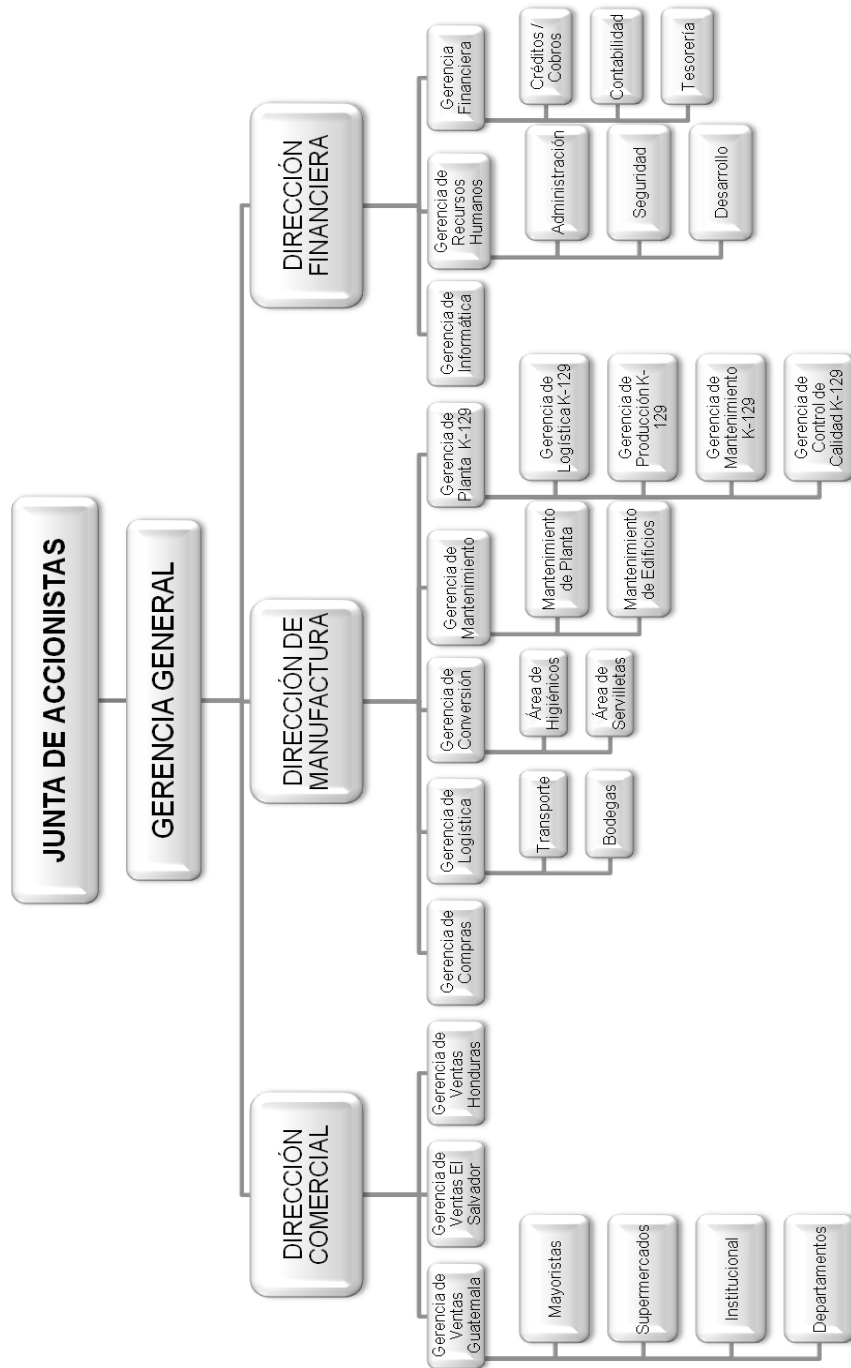 JUNTA DE ACCIONISTAS
GERENCIA GENERAL
DIRECCIÓN
COMERCIAL
DIRECCIÓN DE
MANUFACTURA
DIRECCIÓN
FINANCIERA
Gerencia de
Ventas
Guatemala
Gerencia de
Ventas El
Salvador
Gerencia de
Ventas
Honduras
Gerencia de
Compras
Gerencia de
Logística
Gerencia de
Conversión
Gerencia de
Mantenimiento
Gerencia de
Planta K-129
Gerencia de
Informática
Gerencia de
Recursos
Humanos
Gerencia
Financiera
Mayoristas
Supermercados
Institucional
Departamentos
Transporte
Bodegas
Área de
Higiénicos
Área de
Servilletas
Mantenimiento
de Planta
Mantenimiento
de Edificios
Gerencia de
Logística K-129
Gerencia de
Producción K-
129
Gerencia de
Mantenimiento
K-129
Gerencia de
Control de
Calidad K-129
Administración
Seguridad
Desarrollo
Créditos /
Cobros
Contabilidad
Tesorería